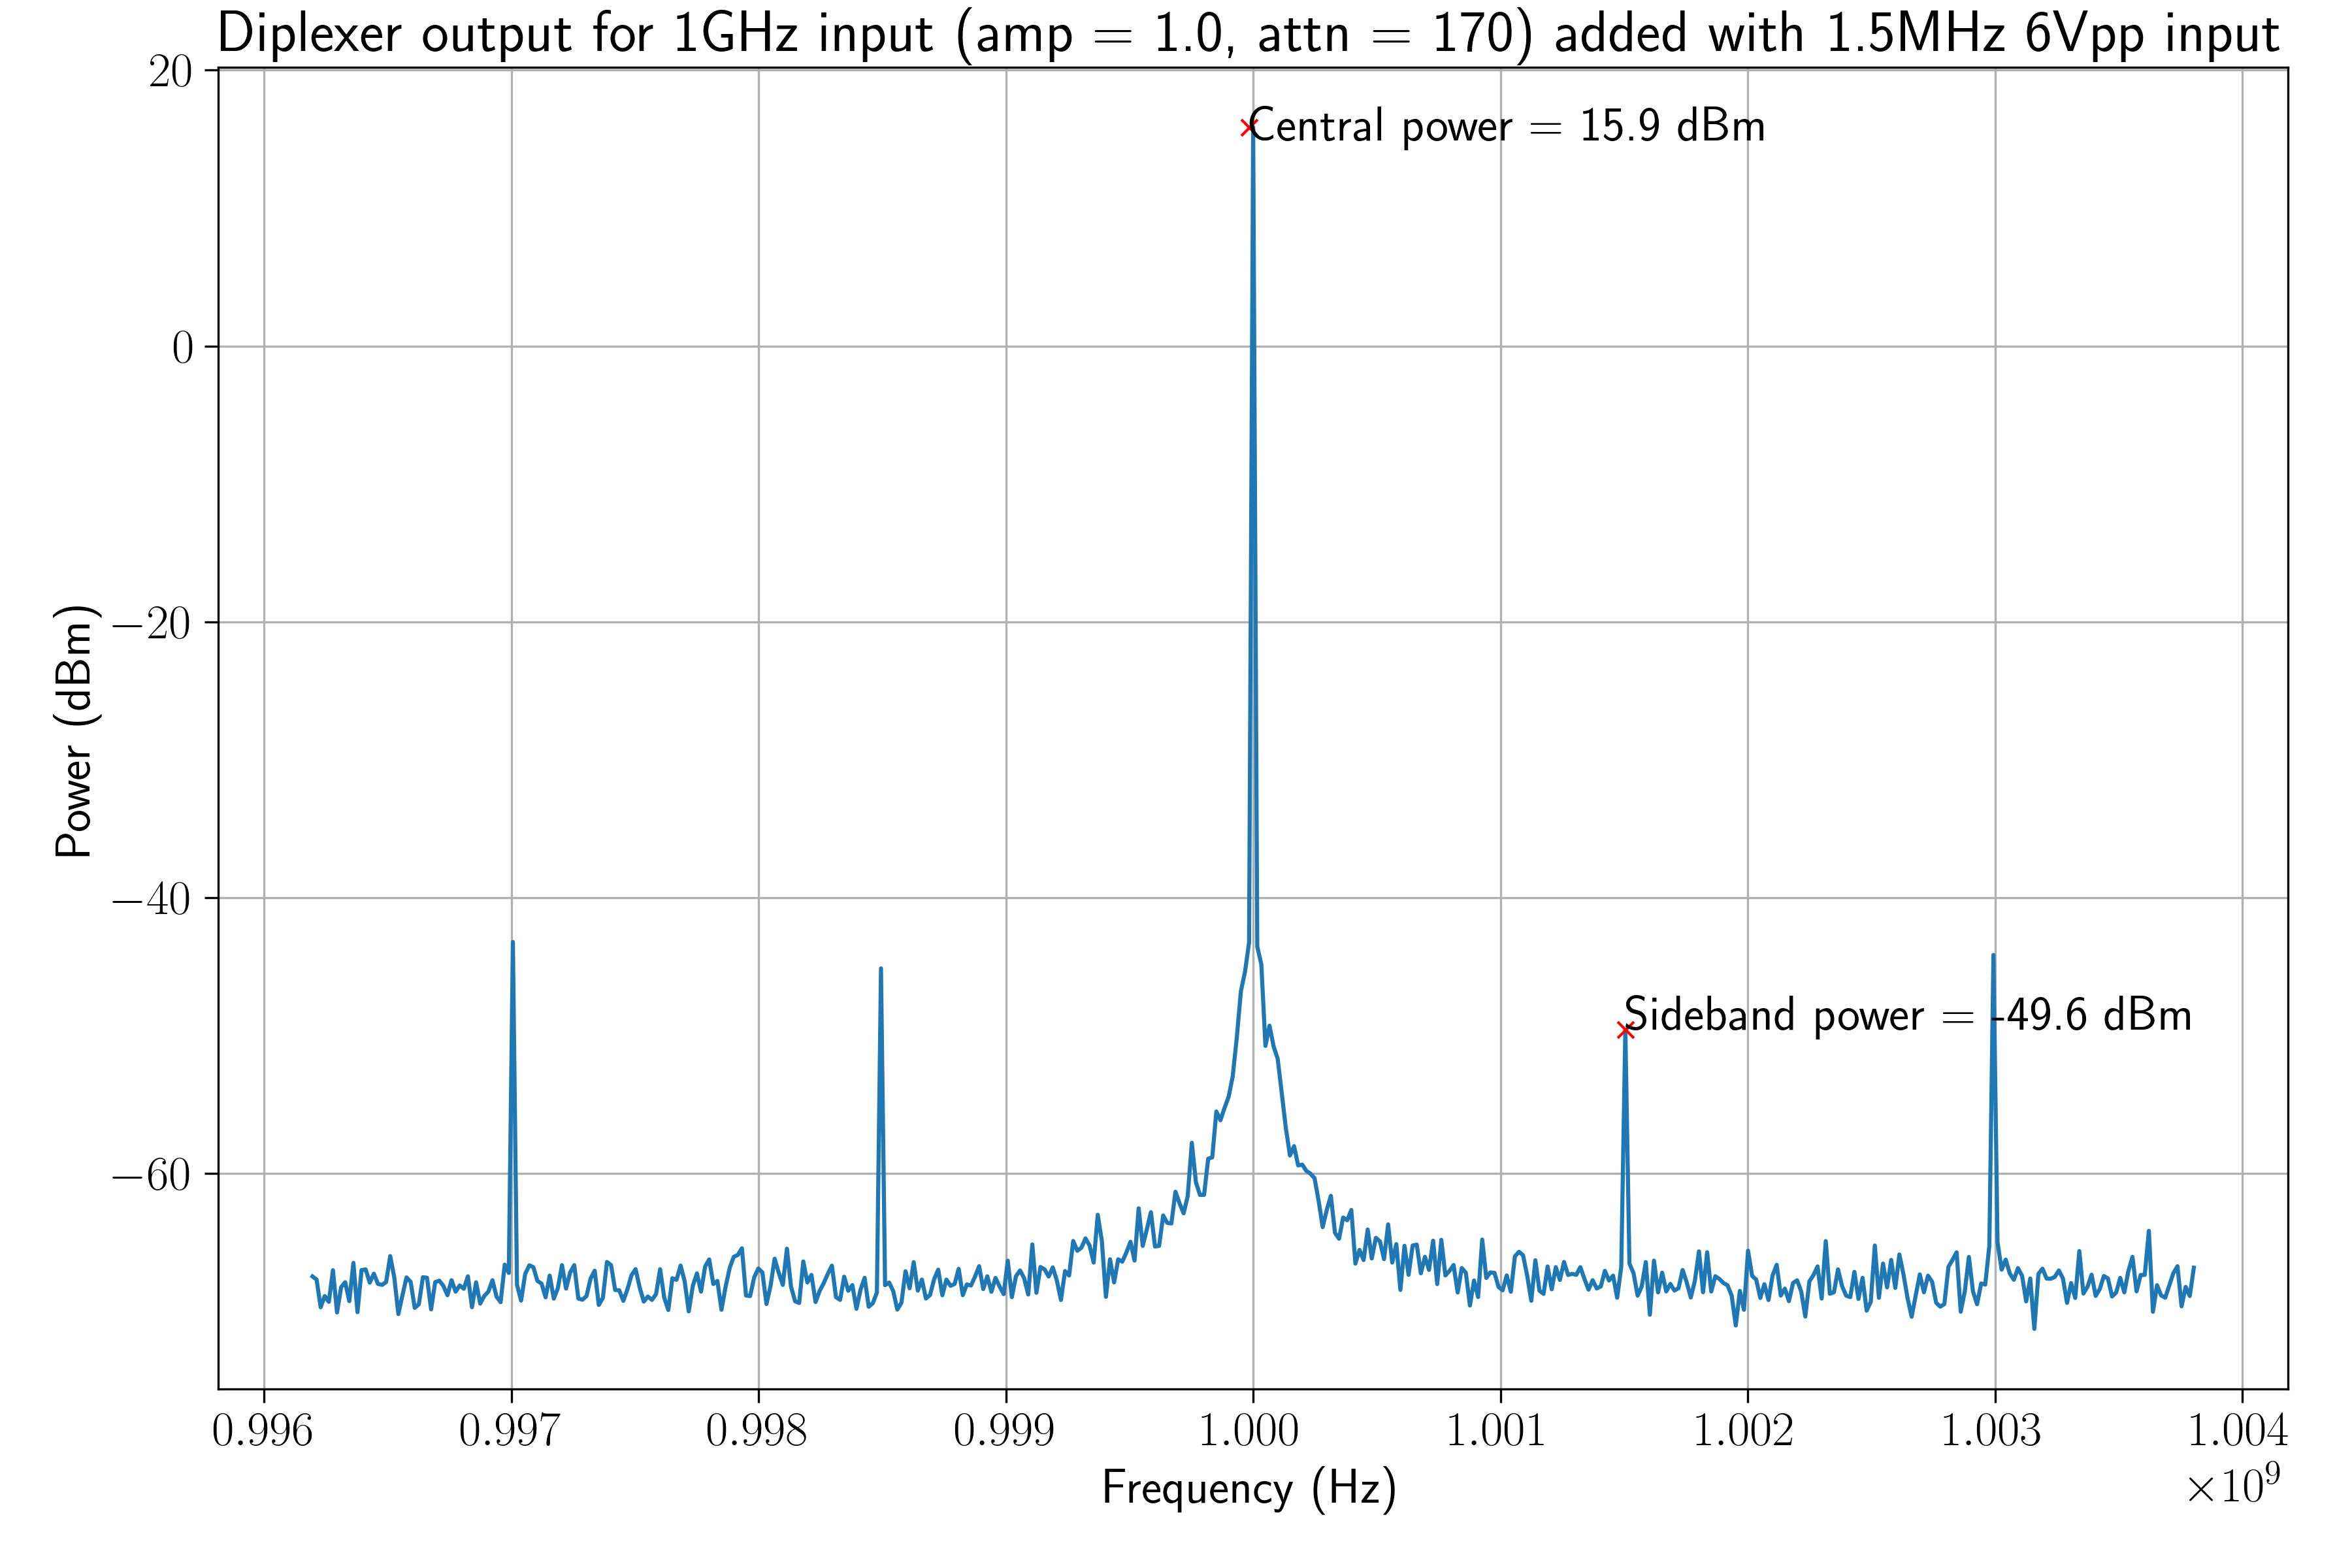 Diplexer output for 1GHz input (amp = 1.0, attn = 170) added with 1.5MHz 6Vpp input
20
Central power = 15.9 dBm
0
−20
Power (dBm)
−40
Sideband power = -49.6 dBm
−60
0.996 0.997 0.998 0.999 1.000 1.001 1.002 1.003 1.004
Frequency (Hz)
×10⁹